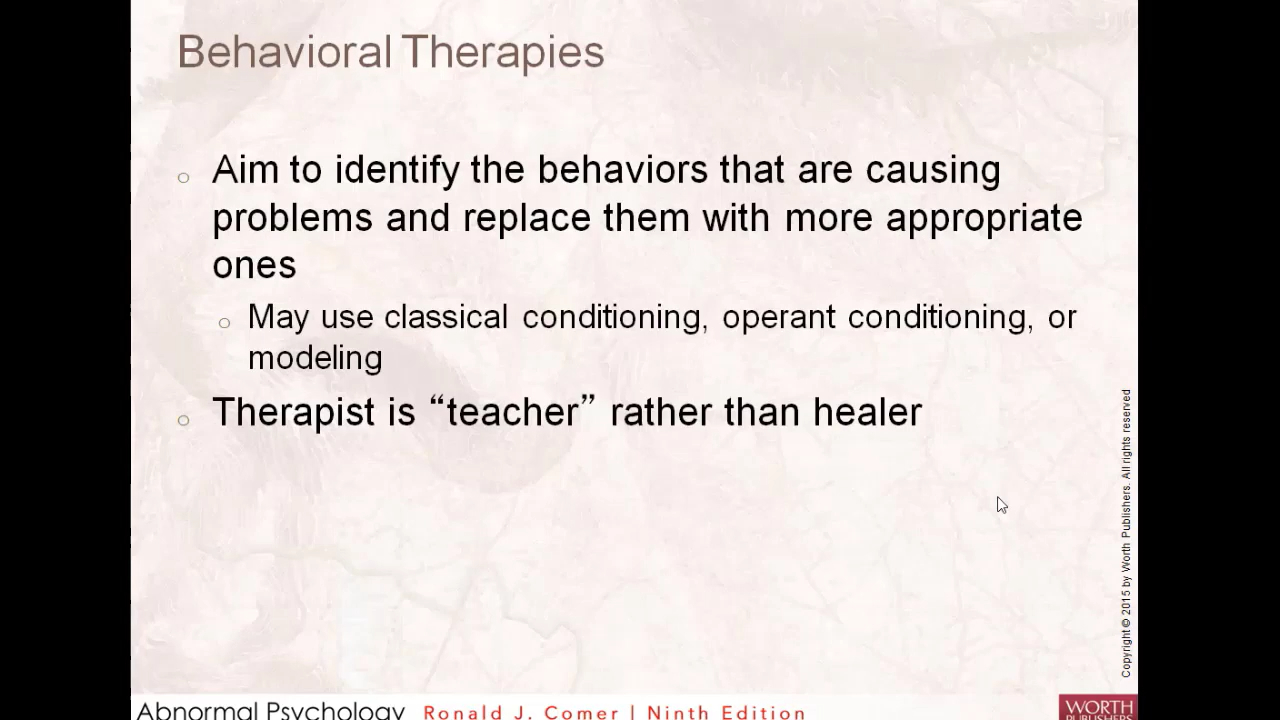 Behavioral Therapies
Aim to identify the behaviors that are causing
problems and replace them with more appropriate
ones
May use classical conditioning, operant conditioning, or
modeling
Therapist is “teacher” rather than healer
Copyright © 2015 by Worth Publishers. All rights reserved
Abnormal Psychology Ronald J. Comer | Ninth Edition
WORTH
PUBLISHERS